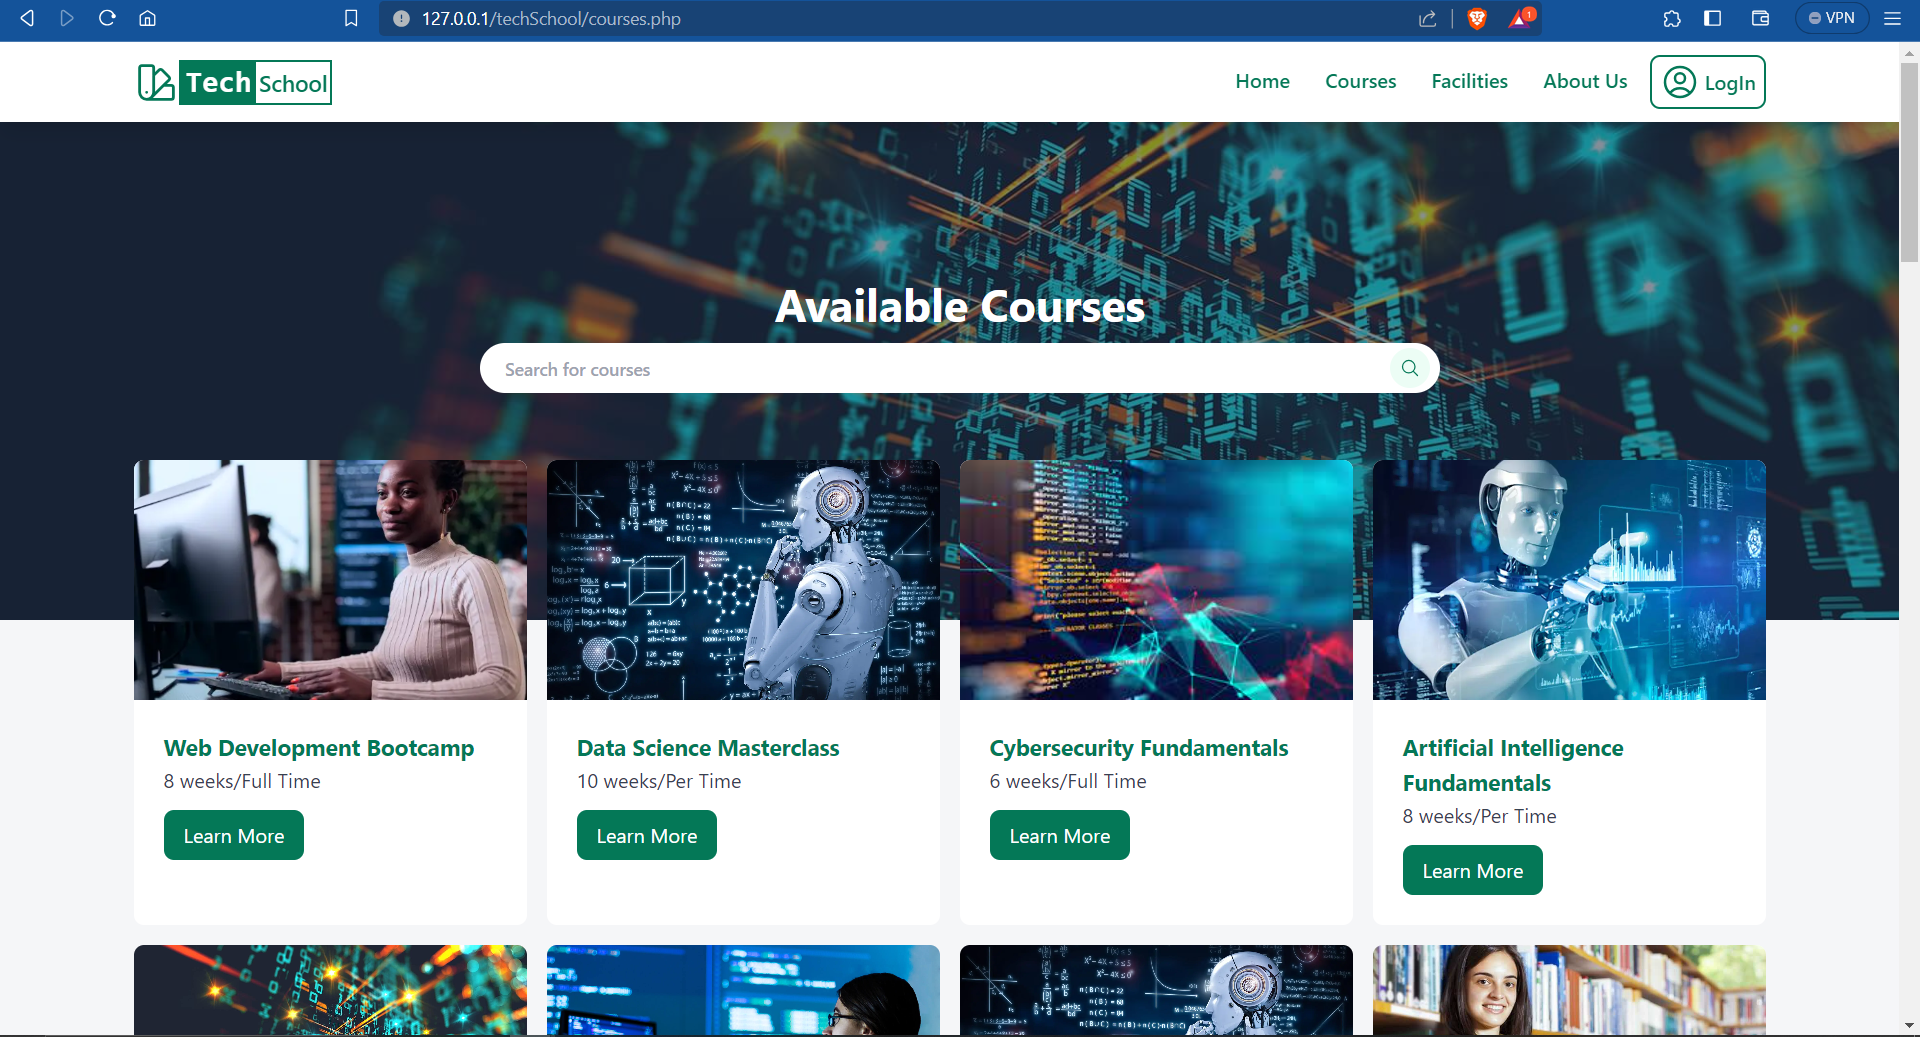 127.0.0.1/techSchool/courses.php
1
VPN
Tech School
Home
Courses
Facilities
About Us
LogIn
Available Courses
Search for courses
Web Development Bootcamp
8 weeks/Full Time
Learn More
Data Science Masterclass
10 weeks/Per Time
Learn More
Cybersecurity Fundamentals
6 weeks/Full Time
Learn More
Artificial Intelligence
Fundamentals
8 weeks/Per Time
Learn More